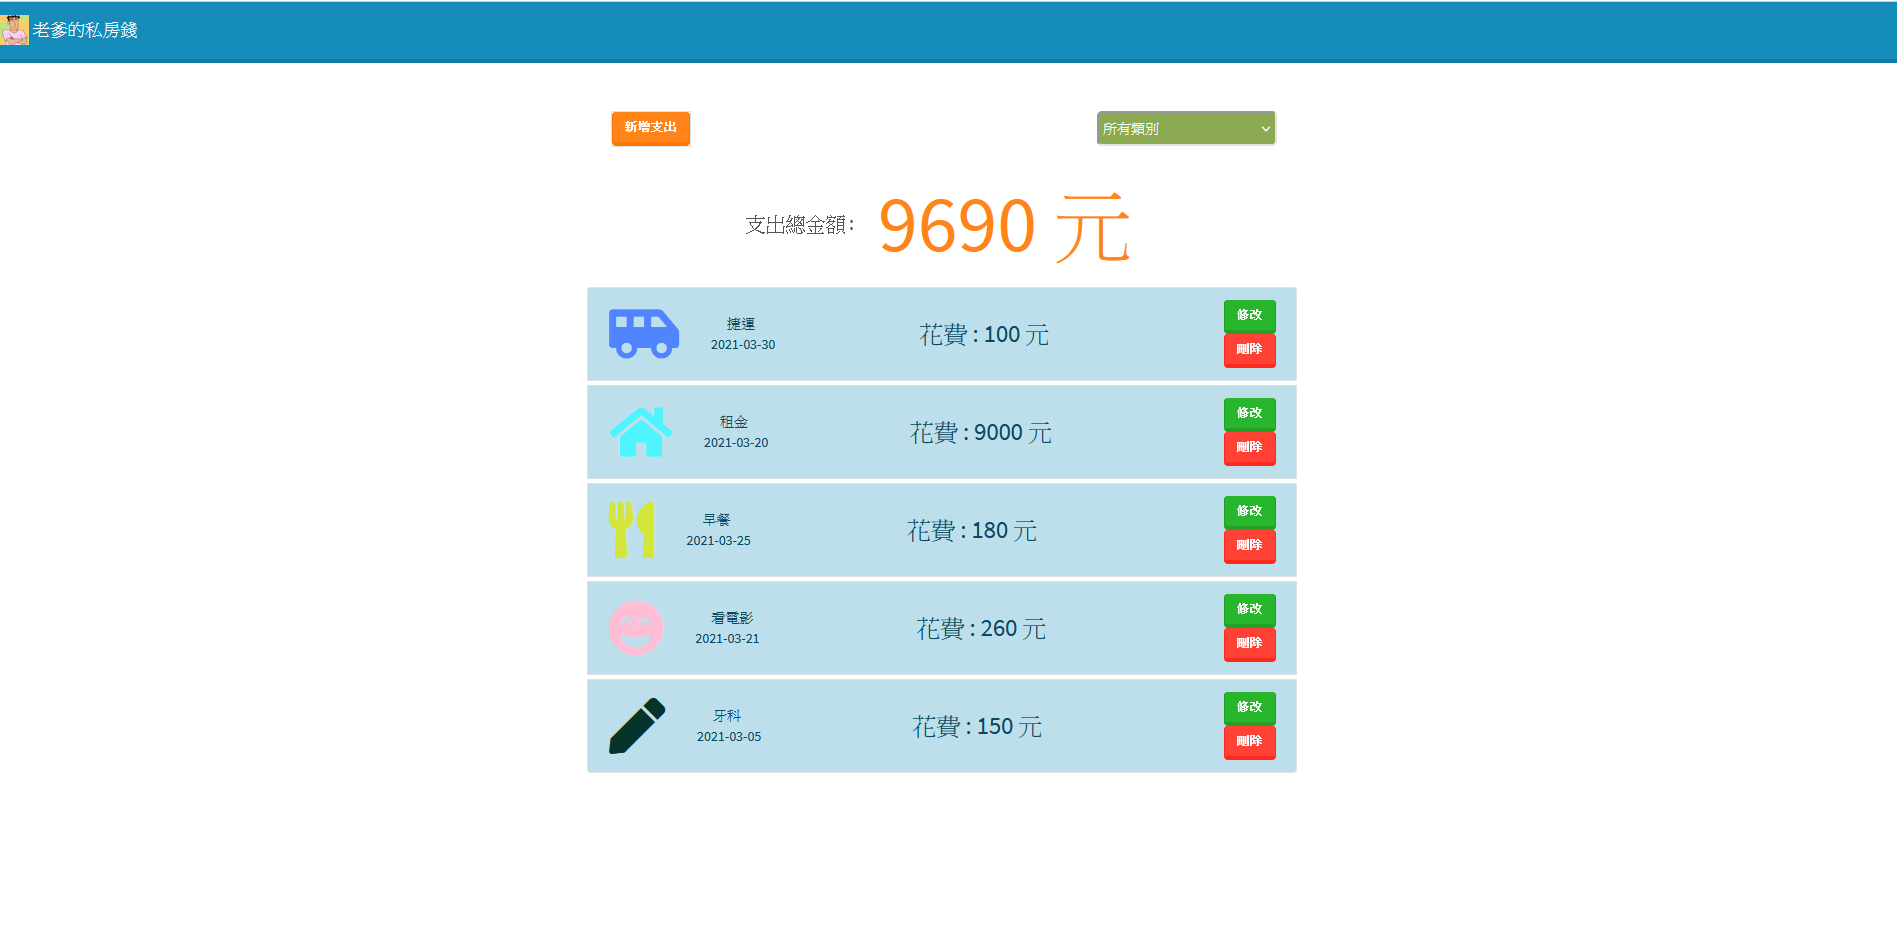 老爹的私房錢
新增支出
所有類別
支出總金額： 9690 元
捷運
2021-03-30
花費 : 100 元
修改
刪除
租金
2021-03-20
花費 : 9000 元
修改
刪除
早餐
2021-03-25
花費 : 180 元
修改
刪除
看電影
2021-03-21
花費 : 260 元
修改
刪除
牙科
2021-03-05
花費 : 150 元
修改
刪除